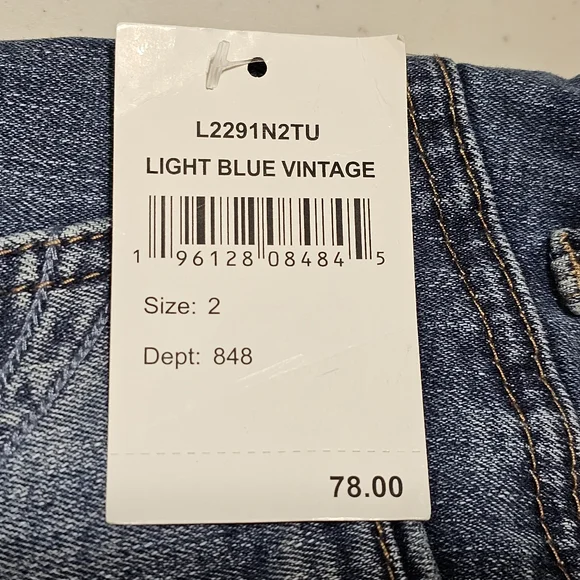 L2291N2TU
LIGHT BLUE VINTAGE
1 96128 08484 5
Size: 2
Dept: 848
78.00